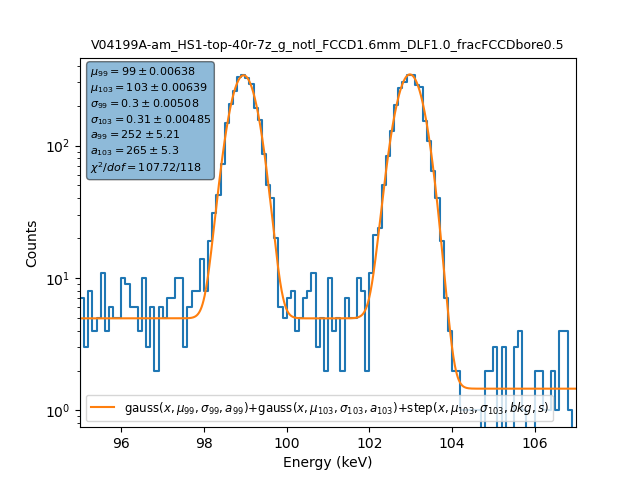 V04199A-am_HS1-top-40r-7z_g_notl_FCCD1.6mm_DLF1.0_fracFCCDbore0.5
μ99 = 99 ± 0.00638
μ103 = 103 ± 0.00639
σ99 = 0.3 ± 0.00508
σ103 = 0.31 ± 0.00485
a99 = 252 ± 5.21
a103 = 265 ± 5.3
χ²/dof = 107.72/118
10²
10¹
10⁰
Counts
gauss(x, μ99, σ99, a99)+gauss(x, μ103, σ103, a103)+step(x, μ103, σ103, bkg, s)
96 98 100 102 104 106
Energy (keV)